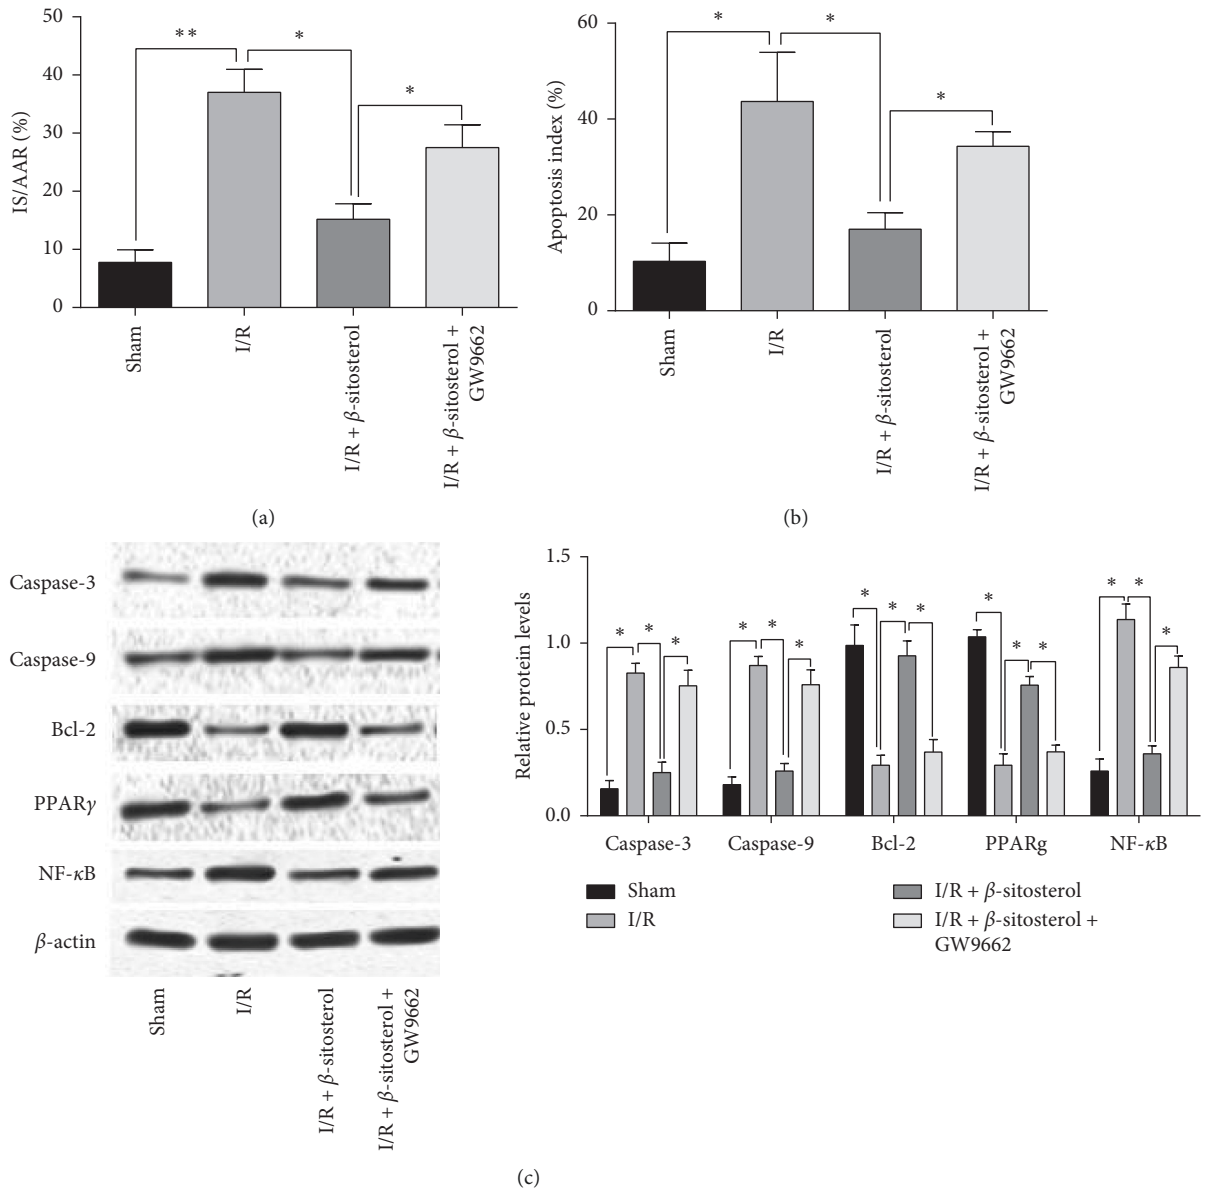 50
40
30
20
10
0
IS/AAR (%)
**
*
*
Sham
I/R
I/R + β-sitosterol
I/R + β-sitosterol +
GW9662
(a)
60
40
20
0
Apoptosis index (%)
*
*
*
Sham
I/R
I/R + β-sitosterol
I/R + β-sitosterol +
GW9662
(b)
Caspase-3
Caspase-9
Bcl-2
PPARγ
NF-κB
β-actin
Sham
I/R
I/R + β-sitosterol
I/R + β-sitosterol +
GW9662
1.5
1.0
0.5
0.0
Relative protein levels
* * *
* * *
* * *
* * *
* * *
Caspase-3 Caspase-9 Bcl-2 PPARg NF-κB
Sham
I/R
I/R + β-sitosterol
I/R + β-sitosterol +
GW9662
(c)